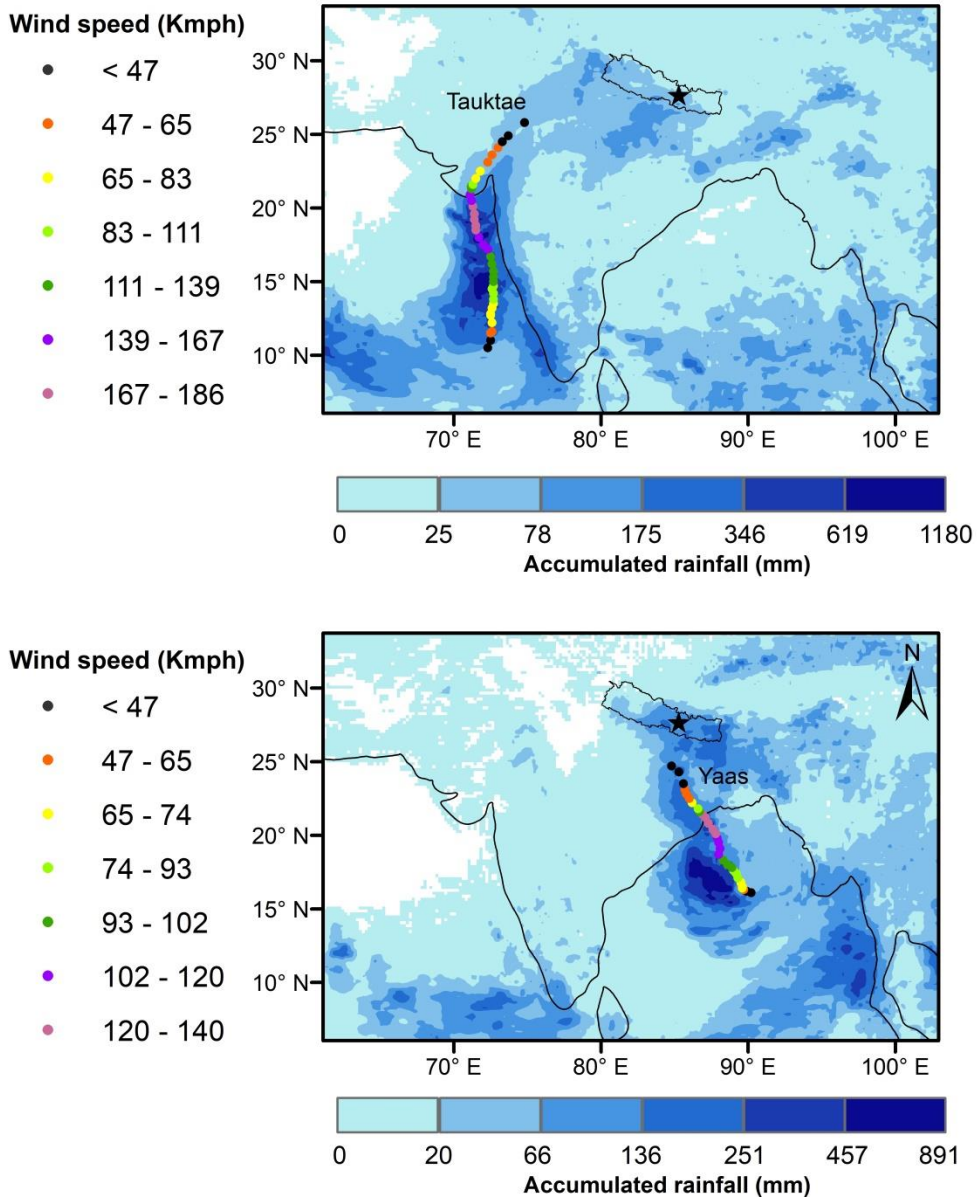 Wind speed (Kmph)
< 47
47 - 65
65 - 83
83 - 111
111 - 139
139 - 167
167 - 186
30° N
25° N
20° N
15° N
10° N
Tauktae
70° E
80° E
90° E
100° E
0
25
78
175
346
619
1180
Accumulated rainfall (mm)
Wind speed (Kmph)
< 47
47 - 65
65 - 74
74 - 93
93 - 102
102 - 120
120 - 140
30° N
25° N
20° N
15° N
10° N
N
Yaas
70° E
80° E
90° E
100° E
0
20
66
136
251
457
891
Accumulated rainfall (mm)